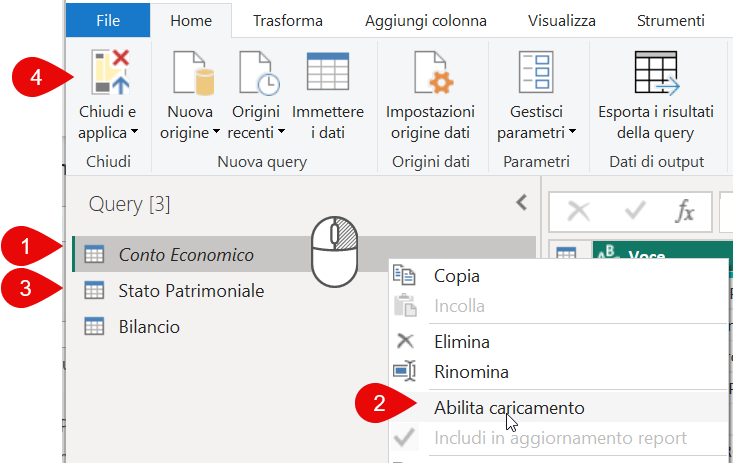 File Home Trasforma Aggiungi colonna Visualizza Strumenti
4
Chiudi e applica
Nuova origine
Origini recenti
Immettere i dati
Impostazioni origine dati
Gestisci parametri
Esporta i risultati della query
Chiudi
Nuova query
Origini dati
Parametri
Dati di output
Query [3]
fx
1
Conto Economico
3
Stato Patrimoniale
Bilancio
ABC Voce
Copia
Incolla
Elimina
Rinomina
2
Abilita caricamento
Includi in aggiornamento report